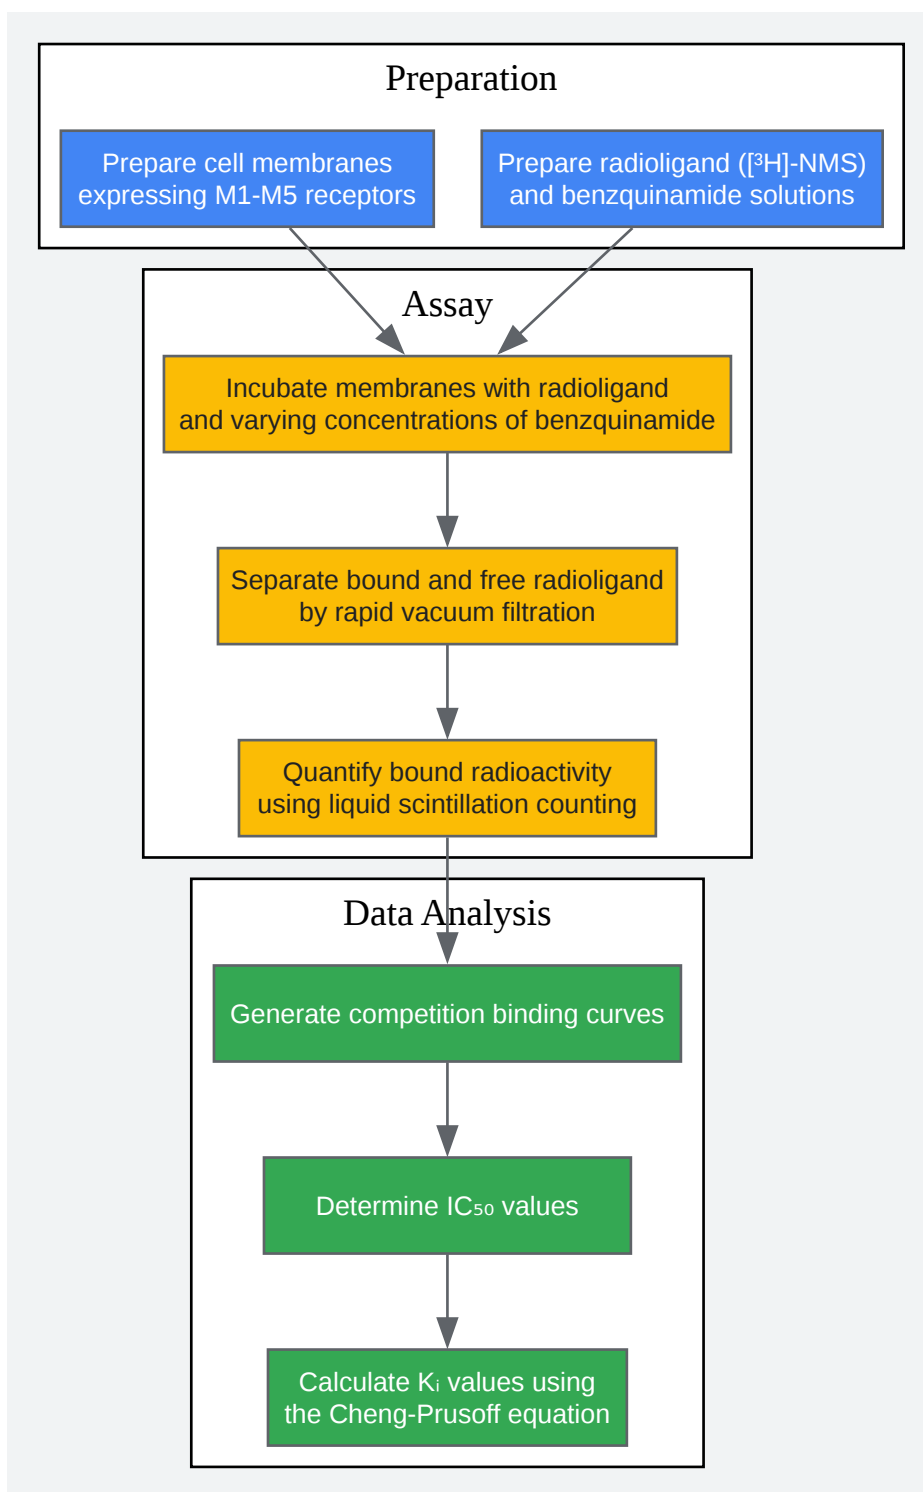 Preparation
Prepare cell membranes
expressing M1-M5 receptors
Prepare radioligand ([³H]-NMS)
and benzquinamide solutions
Assay
Incubate membranes with radioligand
and varying concentrations of benzquinamide
Separate bound and free radioligand
by rapid vacuum filtration
Quantify bound radioactivity
using liquid scintillation counting
Data Analysis
Generate competition binding curves
Determine IC₅₀ values
Calculate Kᵢ values using
the Cheng-Prusoff equation